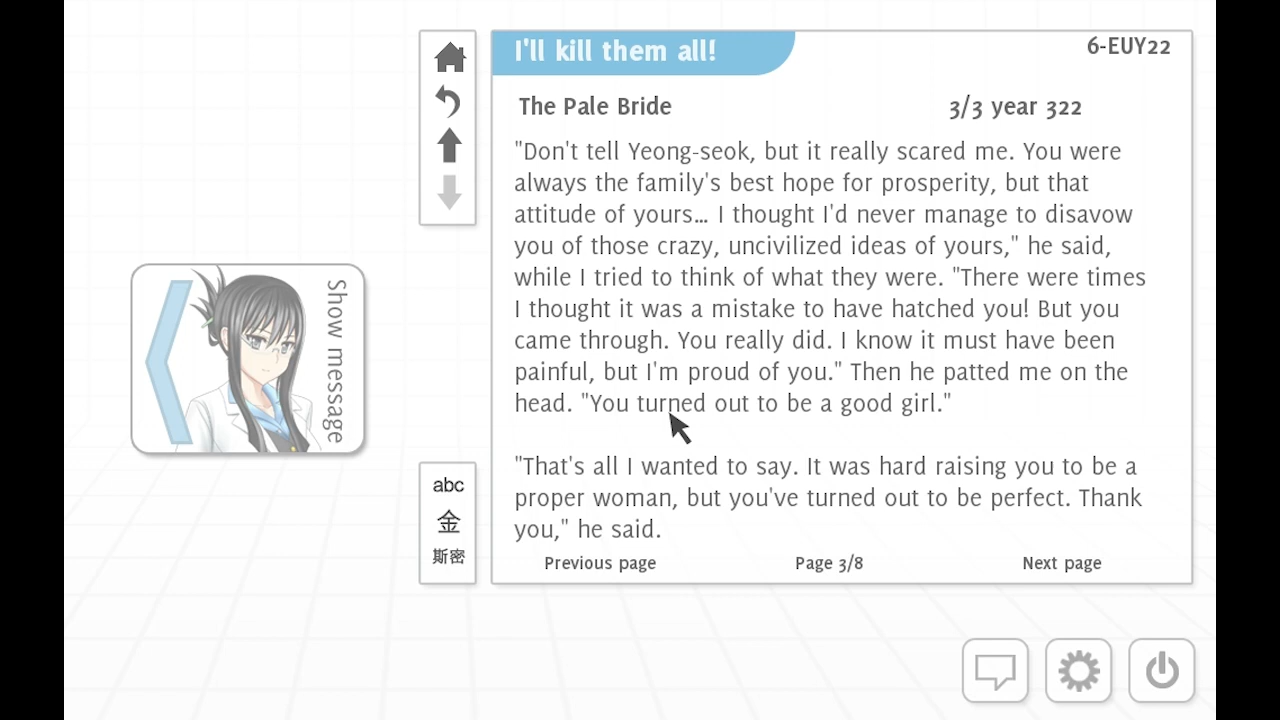 I'll kill them all!
6-EUY22
The Pale Bride
3/3 year 322
"Don't tell Yeong-seok, but it really scared me. You were
always the family's best hope for prosperity, but that
attitude of yours... I thought I'd never manage to disavow
you of those crazy, uncivilized ideas of yours," he said,
while I tried to think of what they were. "There were times
I thought it was a mistake to have hatched you! But you
came through. You really did. I know it must have been
painful, but I'm proud of you." Then he patted me on the
head. "You turned out to be a good girl."
"That's all I wanted to say. It was hard raising you to be a
proper woman, but you've turned out to be perfect. Thank
you," he said.
Previous page
Page 3/8
Next page
Show message
abc
金
斯密